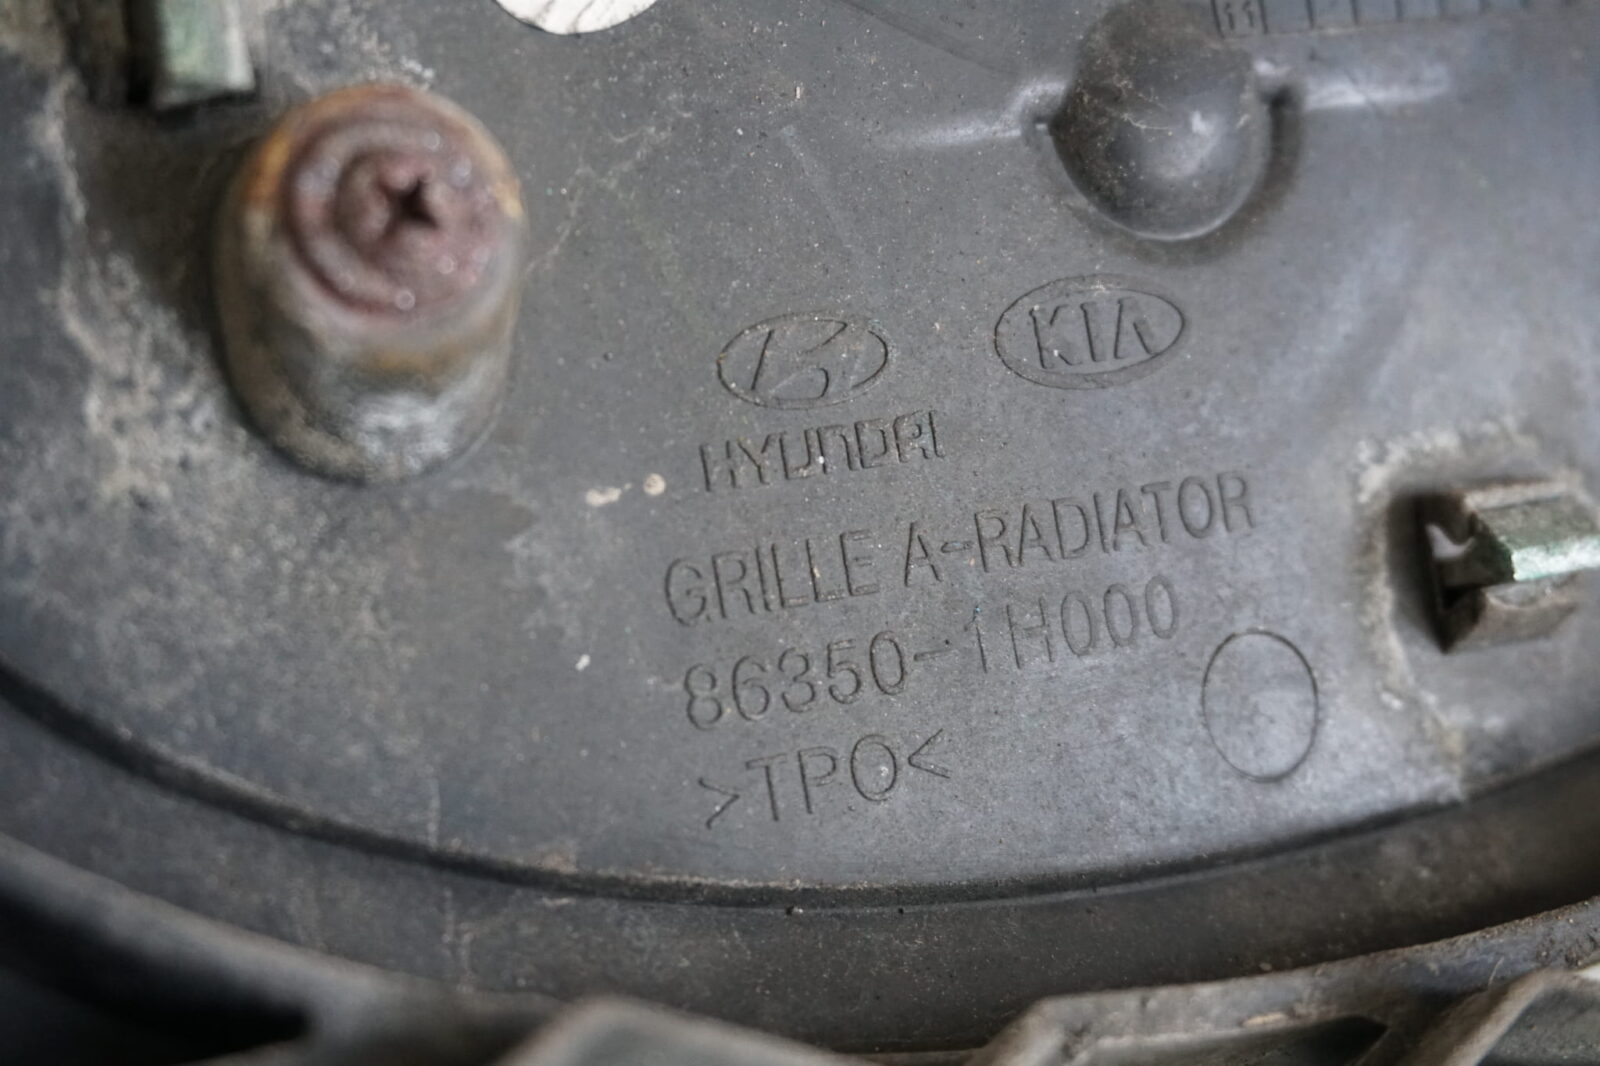 KIA
HYUNDAI
GRILLE A-RADIATOR
86350-1H000
>TPO<